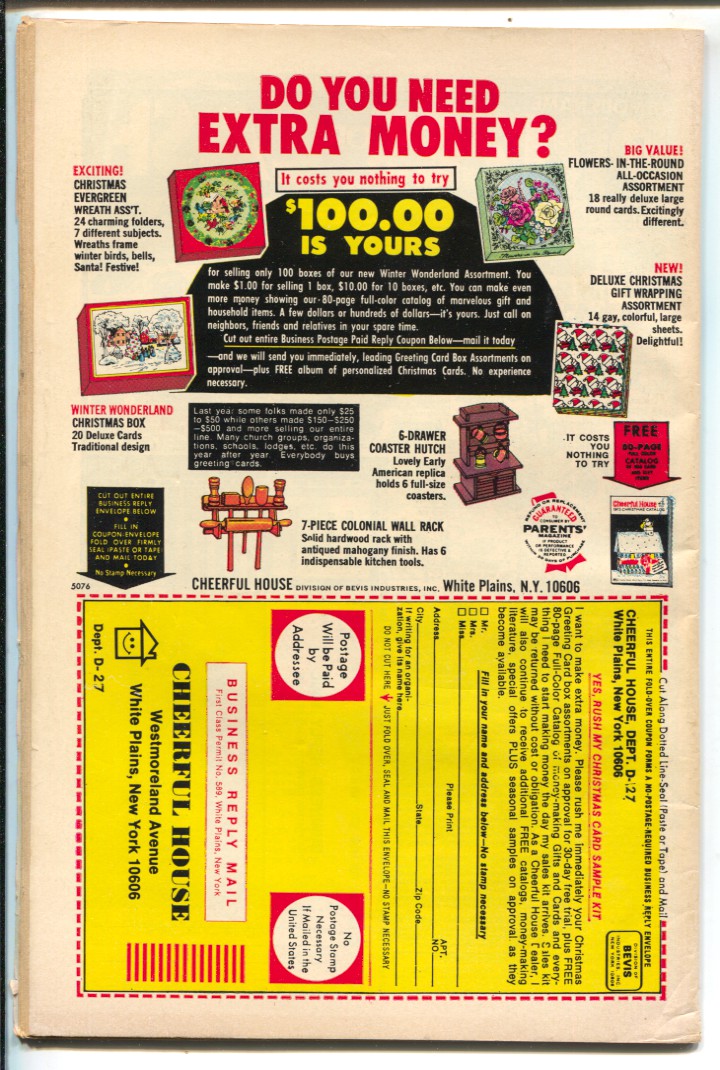 DO YOU NEED
EXTRA MONEY?
It costs you nothing to try
$100.00
IS YOURS
EXCITING!
CHRISTMAS
EVERGREEN
WREATH ASS'T.
24 charming folders,
7 different subjects.
Wreaths frame
winter birds, bells,
Santa! Festive!
BIG VALUE!
FLOWERS-IN-THE-ROUND
ALL-OCCASION
ASSORTMENT
18 really deluxe large
round cards. Excitingly
different.
for selling only 100 boxes of our new Winter Wonderland Assortment. You
make $1.00 for selling 1 box, $10.00 for 10 boxes, etc. You can make even
more money showing our 80-page full-color catalog of marvelous gift and
household items. A few dollars or hundreds of dollars—it's yours. Just call on
neighbors, friends and relatives in your spare time.
Cut out entire Business Postage Paid Reply Coupon Below—mail it today
—and we will send you immediately, leading Greeting Card Box Assortments on
approval—plus FREE album of personalized Christmas Cards. No experience
necessary.
NEW!
DELUXE CHRISTMAS
GIFT WRAPPING
ASSORTMENT
14 gay, colorful, large
sheets.
Delightful!
WINTER WONDERLAND
CHRISTMAS BOX
20 Deluxe Cards
Traditional design
Last year some folks made only $25
to $50 while others made $150-$250
-$500 and more selling our entire
line. Many church groups, organiza-
tions, schools, lodges, etc. do this
year after year. Everybody buys
greeting cards.
6-DRAWER
COASTER HUTCH
Lovely Early
American replica
holds 6 full-size
coasters.
IT COSTS
YOU
NOTHING
TO TRY
FREE
80-PAGE
FULL COLOR
CATALOG
CUT OUT ENTIRE
BUSINESS REPLY
ENVELOPE BELOW
FILL IN
COUPON-ENVELOPE
FOLD OVER FIRMLY
SEAL (PASTE OR TAPE)
AND MAIL TODAY
No Stamp Necessary
7-PIECE COLONIAL WALL RACK
Solid hardwood rack with
antiqued mahogany finish. Has 6
indispensable kitchen tools.
GUARANTEED
PARENTS'
MAGAZINE
IF PRODUCT
OR PERFORMANCE
IS DEFECTIVE
Cheerful House
5076
CHEERFUL HOUSE DIVISION OF BEVIS INDUSTRIES, INC. White Plains, N.Y. 10606
Cut Along Dotted Line-Seal (Paste or Tape) and Mail
THIS ENTIRE FOLD-OVER COUPON FORMS A NO-POSTAGE-REQUIRED BUSINESS REPLY ENVELOPE
CHEERFUL HOUSE, DEPT. D-127
White Plains, New York 10606
DIVISION OF
BEVIS
INDUSTRIES, INC
NEW YORK 10606
YES, RUSH MY CHRISTMAS CARD SAMPLE KIT
I want to make extra money. Please rush me immediately your Christmas
Greeting Card box assortments on approval for 30-day free trial, plus FREE
80-page Full-Color Catalog of money-making Gifts and Cards and every-
thing I need to start making money the day my sales kit arrives. Sales kit
may be returned without cost or obligation. As a Cheerful House Dealer, I
will also continue to receive additional FREE catalogs, money-making
literature, special offers PLUS seasonal samples on approval, as they
become available.
Fill in your name and address below—No stamp necessary
Mr.
Mrs.
Miss
Please Print
Address
APT.
NO.
City
State
Zip Code
If writing for an organi-
zation, give its name here
DO NOT CUT HERE JUST FOLD OVER, SEAL AND MAIL THIS ENVELOPE—NO STAMP NECESSARY
Postage
Will be Paid
by
Addressee
No
Postage Stamp
Necessary
If Mailed in the
United States
BUSINESS REPLY MAIL
First Class Permit No. 589, White Plains, New York
CHEERFUL HOUSE
Westmoreland Avenue
White Plains, New York 10606
Dept. D-27